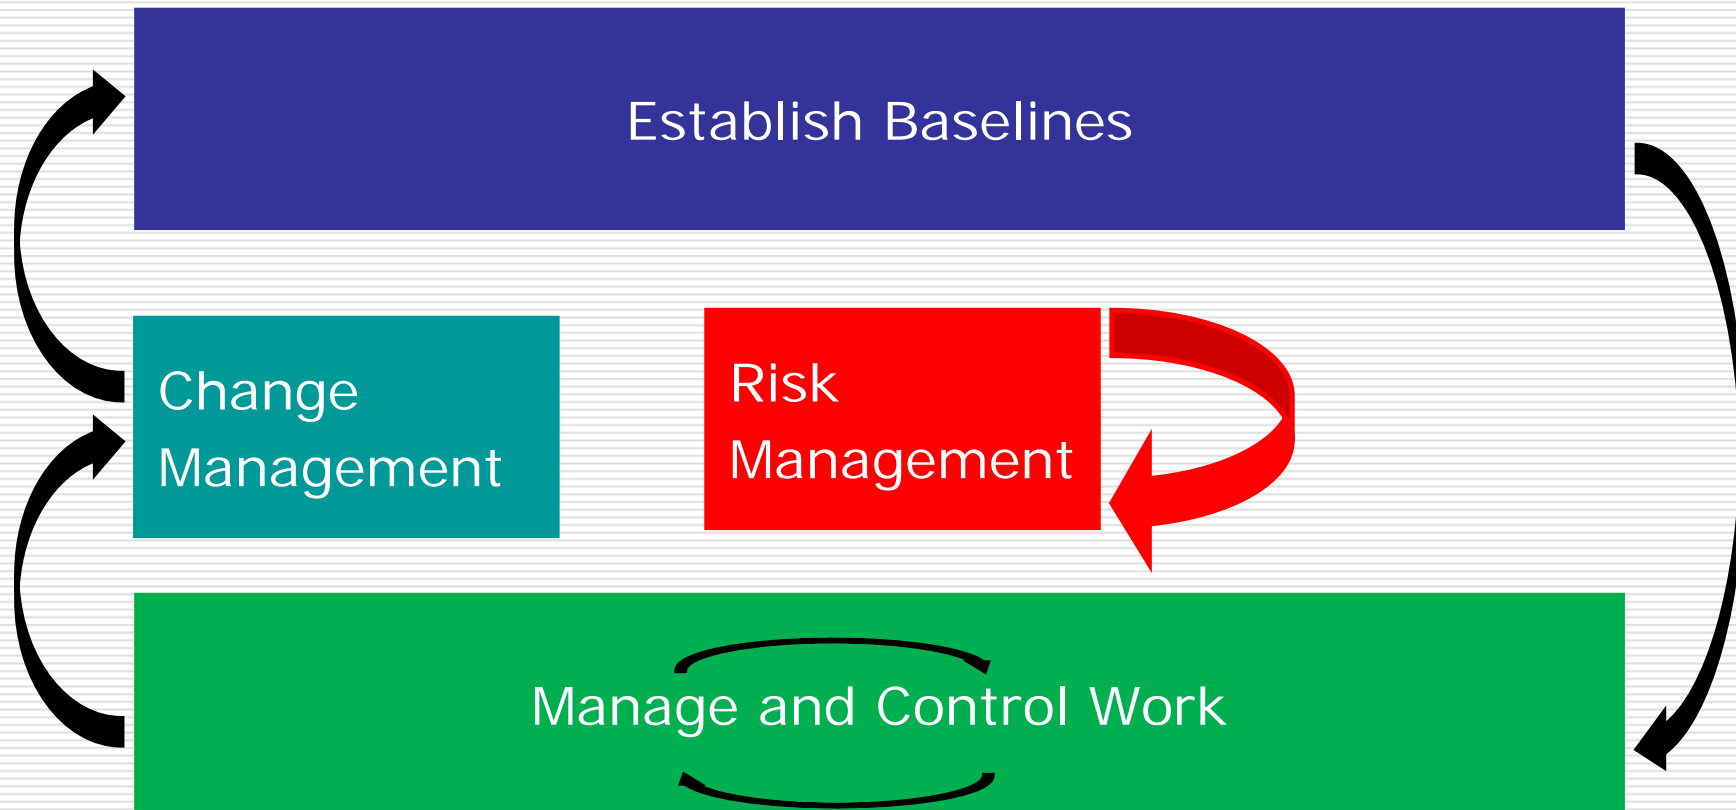 Establish Baselines
Change
Management
Risk
Management
Manage and Control Work